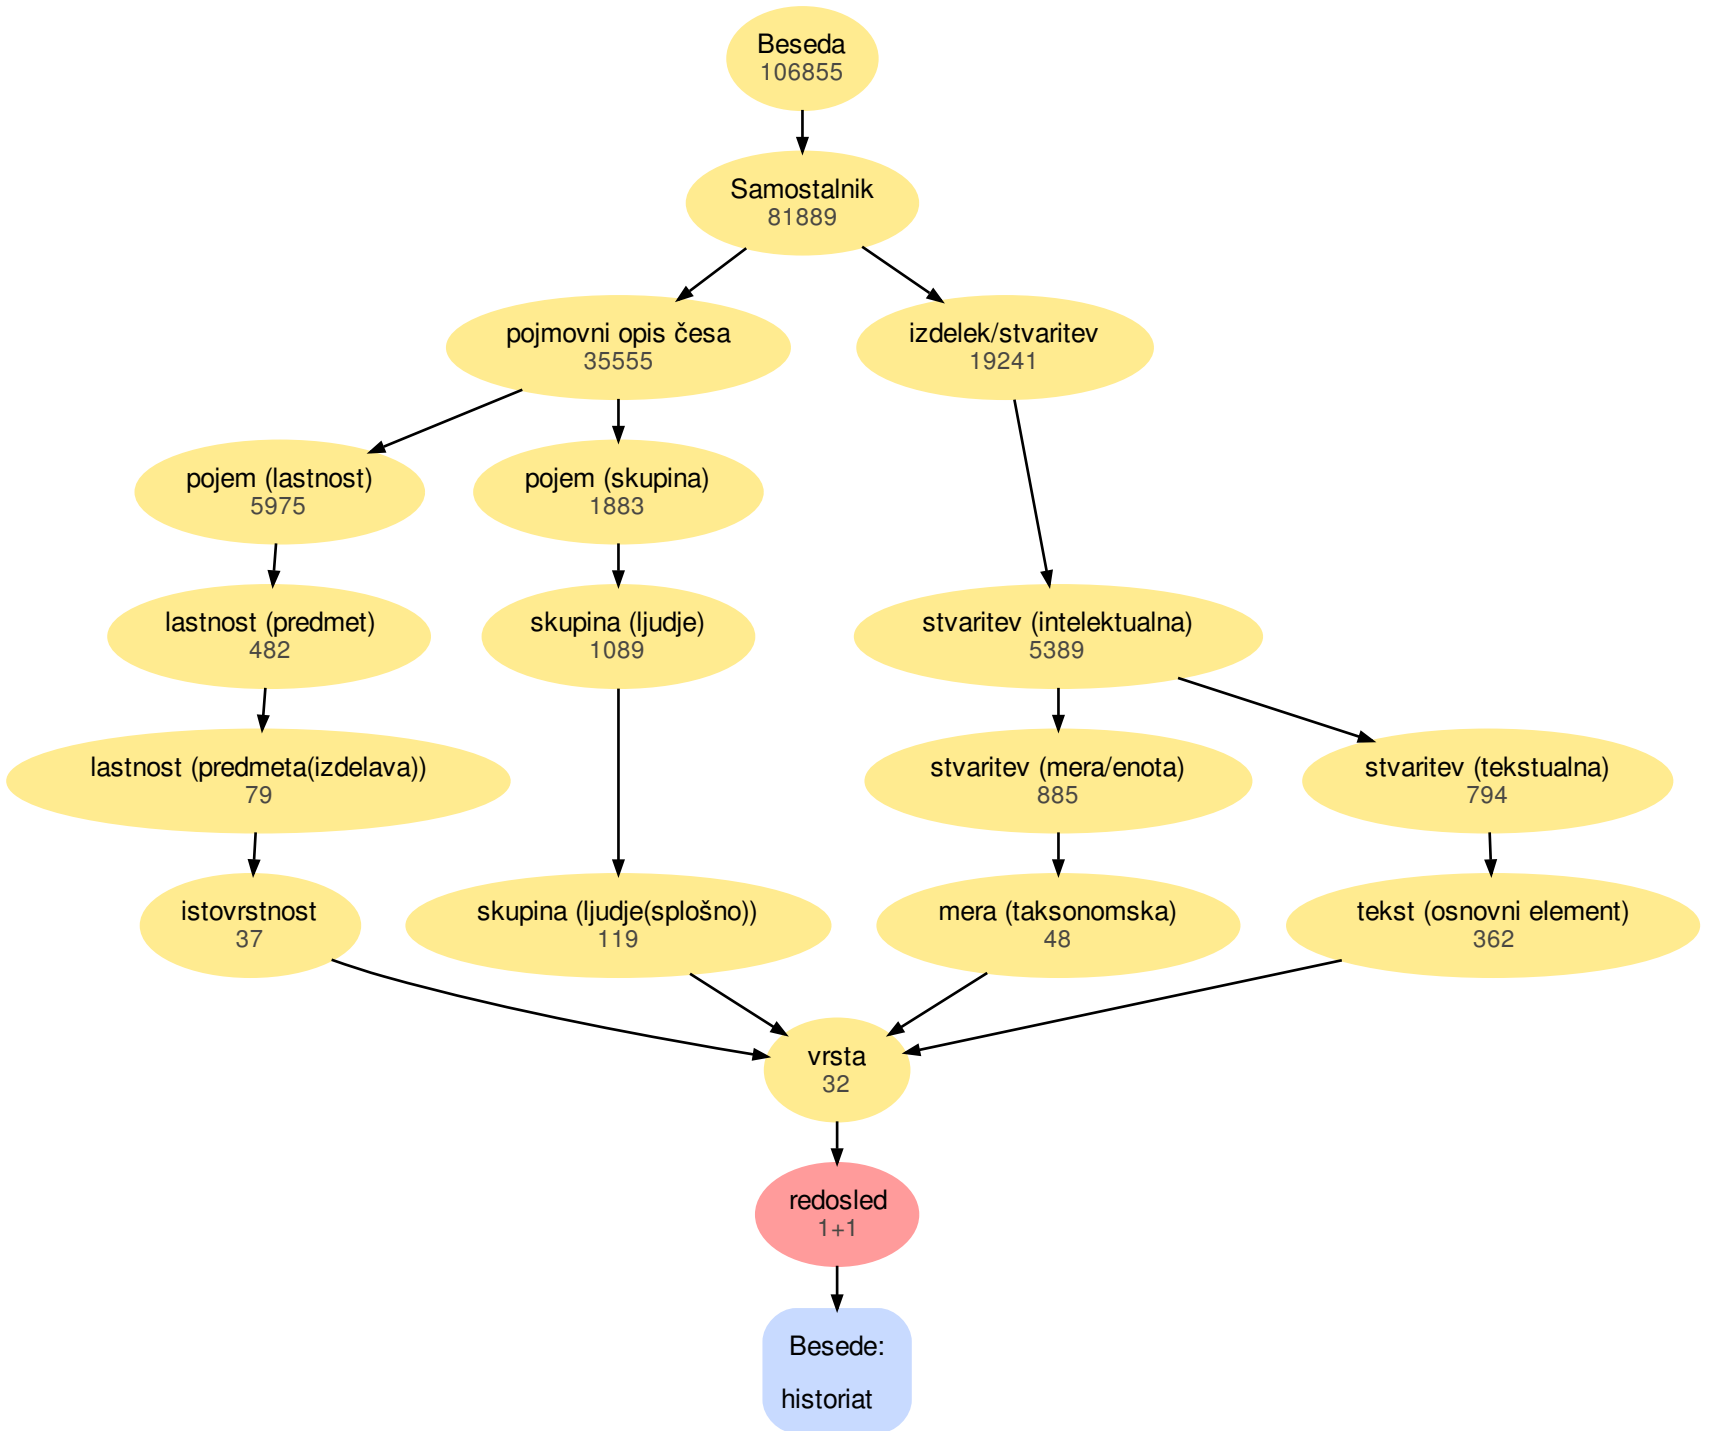 Beseda
106855
Samostalnik
81889
pojmovni opis česa
35555
izdelek/stvaritev
19241
pojem (lastnost)
5975
pojem (skupina)
1883
lastnost (predmet)
482
skupina (ljudje)
1089
stvaritev (intelektualna)
5389
lastnost (predmeta(izdelava))
79
stvaritev (mera/enota)
885
stvaritev (tekstualna)
794
istovrstnost
37
skupina (ljudje(splošno))
119
mera (taksonomska)
48
tekst (osnovni element)
362
vrsta
32
redosled
1+1
Besede:
historiat